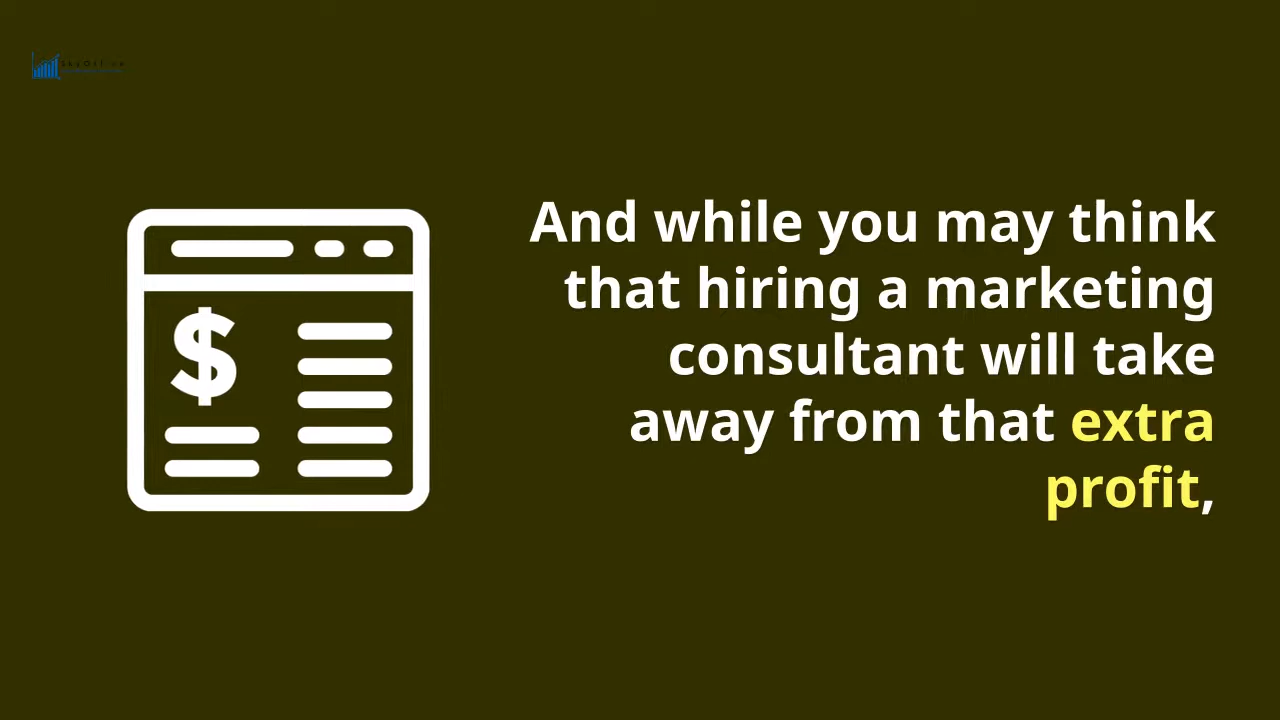 And while you may think
that hiring a marketing
consultant will take
away from that extra
profit,
$